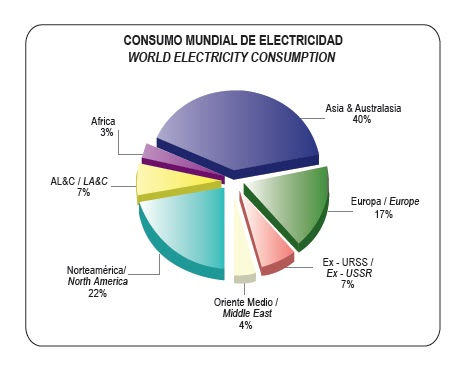 CONSUMO MUNDIAL DE ELECTRICIDAD
WORLD ELECTRICITY CONSUMPTION
Asia & Australasia
40%
Africa
3%
AL&C / LA&C
7%
Europa / Europe
17%
Ex - URSS /
Ex - USSR
7%
Norteamérica/
North America
22%
Oriente Medio /
Middle East
4%